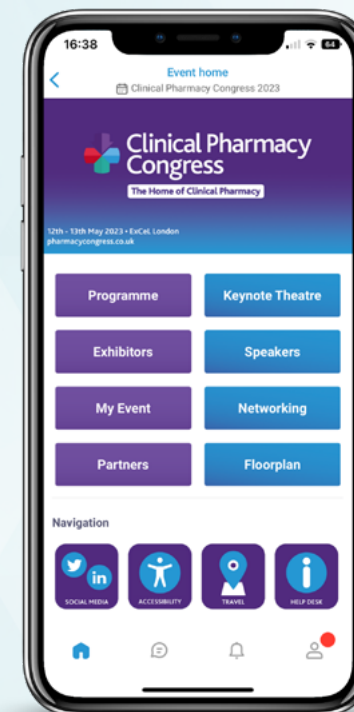 16:38
64
Event home
Clinical Pharmacy Congress 2023
Clinical Pharmacy
Congress
The Home of Clinical Pharmacy
12th - 13th May 2023 • ExCeL London
pharmacycongress.co.uk
Programme
Keynote Theatre
Exhibitors
Speakers
My Event
Networking
Partners
Floorplan
Navigation
in
SOCIAL MEDIA
ACCESSIBILITY
TRAVEL
HELP DESK